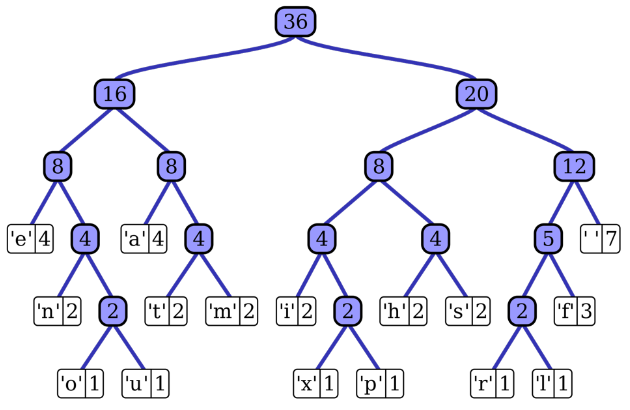 36
16 20
8 8 8 12
'e' 4 4 'a' 4 4 4 4 5 ' ' 7
'n' 2 2 't' 2 'm' 2 'i' 2 2 'h' 2 's' 2 2 'f' 3
'o' 1 'u' 1 'x' 1 'p' 1 'r' 1 'l' 1